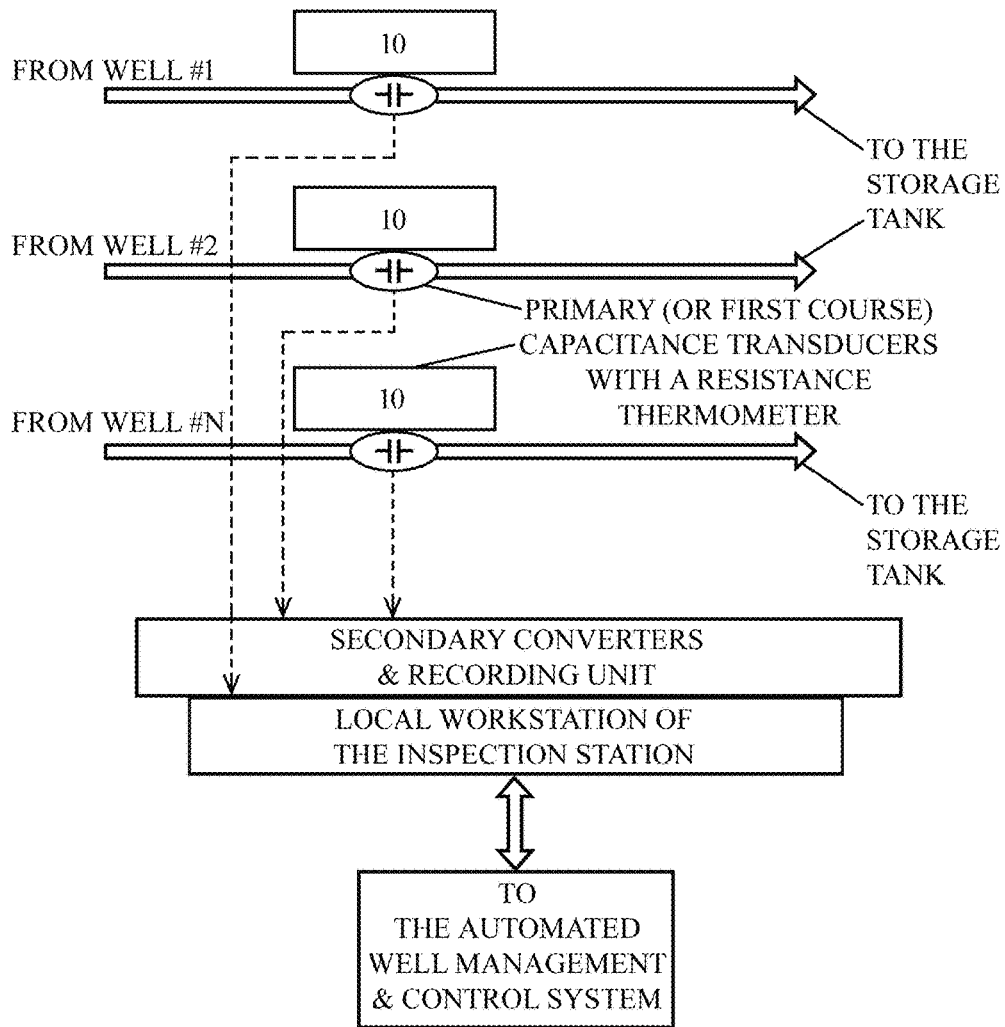 10
FROM WELL #1
TO THE
STORAGE
TANK
10
FROM WELL #2
PRIMARY (OR FIRST COURSE)
CAPACITANCE TRANSDUCERS
WITH A RESISTANCE
THERMOMETER
10
FROM WELL #N
TO THE
STORAGE
TANK
SECONDARY CONVERTERS
& RECORDING UNIT
LOCAL WORKSTATION OF
THE INSPECTION STATION
TO
THE AUTOMATED
WELL MANAGEMENT
& CONTROL SYSTEM